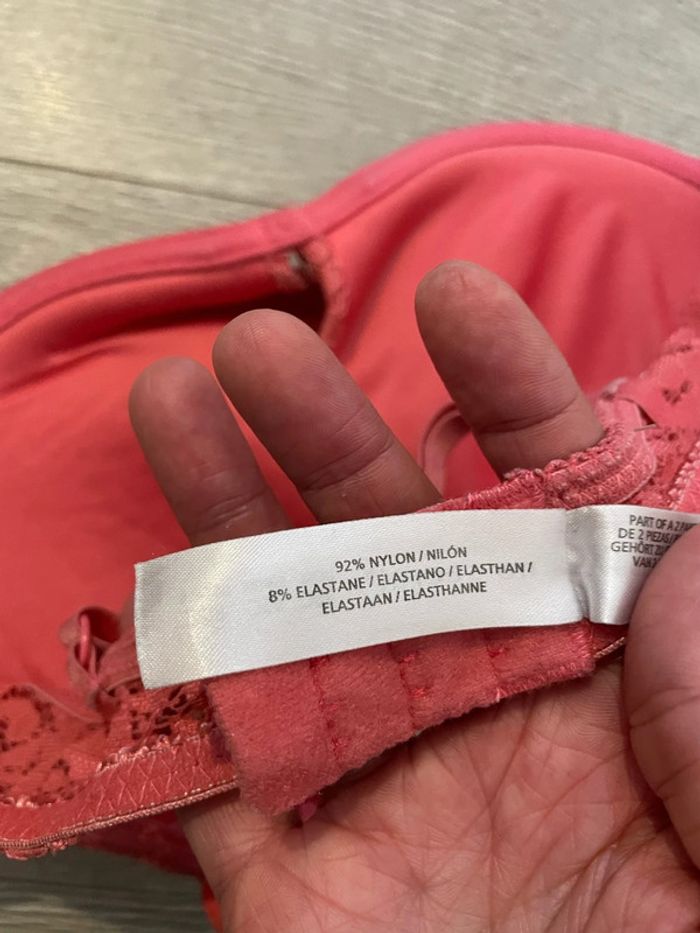 92% NYLON / NILÓN
8% ELASTANE / ELASTANO / ELASTHAN /
ELASTAAN / ELASTHANNE
PART OF A 2
DE 2 PIEZAS
GEHÖRT ZU